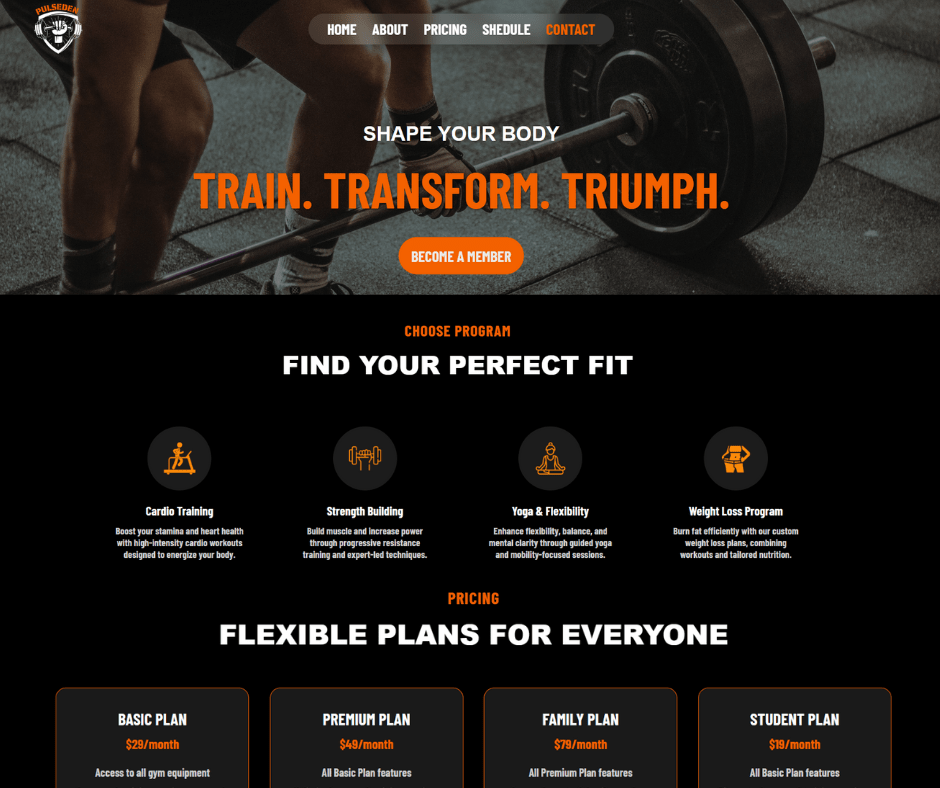 PULSEDEN
HOME ABOUT PRICING SHEDULE CONTACT
SHAPE YOUR BODY
TRAIN. TRANSFORM. TRIUMPH.
BECOME A MEMBER
CHOOSE PROGRAM
FIND YOUR PERFECT FIT
Cardio Training
Boost your stamina and heart health
with high-intensity cardio workouts
designed to energize your body.
Strength Building
Build muscle and increase power
through progressive resistance
training and expert-led techniques.
Yoga & Flexibility
Enhance flexibility, balance, and
mental clarity through guided yoga
and mobility-focused sessions.
Weight Loss Program
Burn fat efficiently with our custom
weight loss plans, combining
workouts and tailored nutrition.
PRICING
FLEXIBLE PLANS FOR EVERYONE
BASIC PLAN
$29/month
Access to all gym equipment
PREMIUM PLAN
$49/month
All Basic Plan features
FAMILY PLAN
$79/month
All Premium Plan features
STUDENT PLAN
$19/month
All Basic Plan features